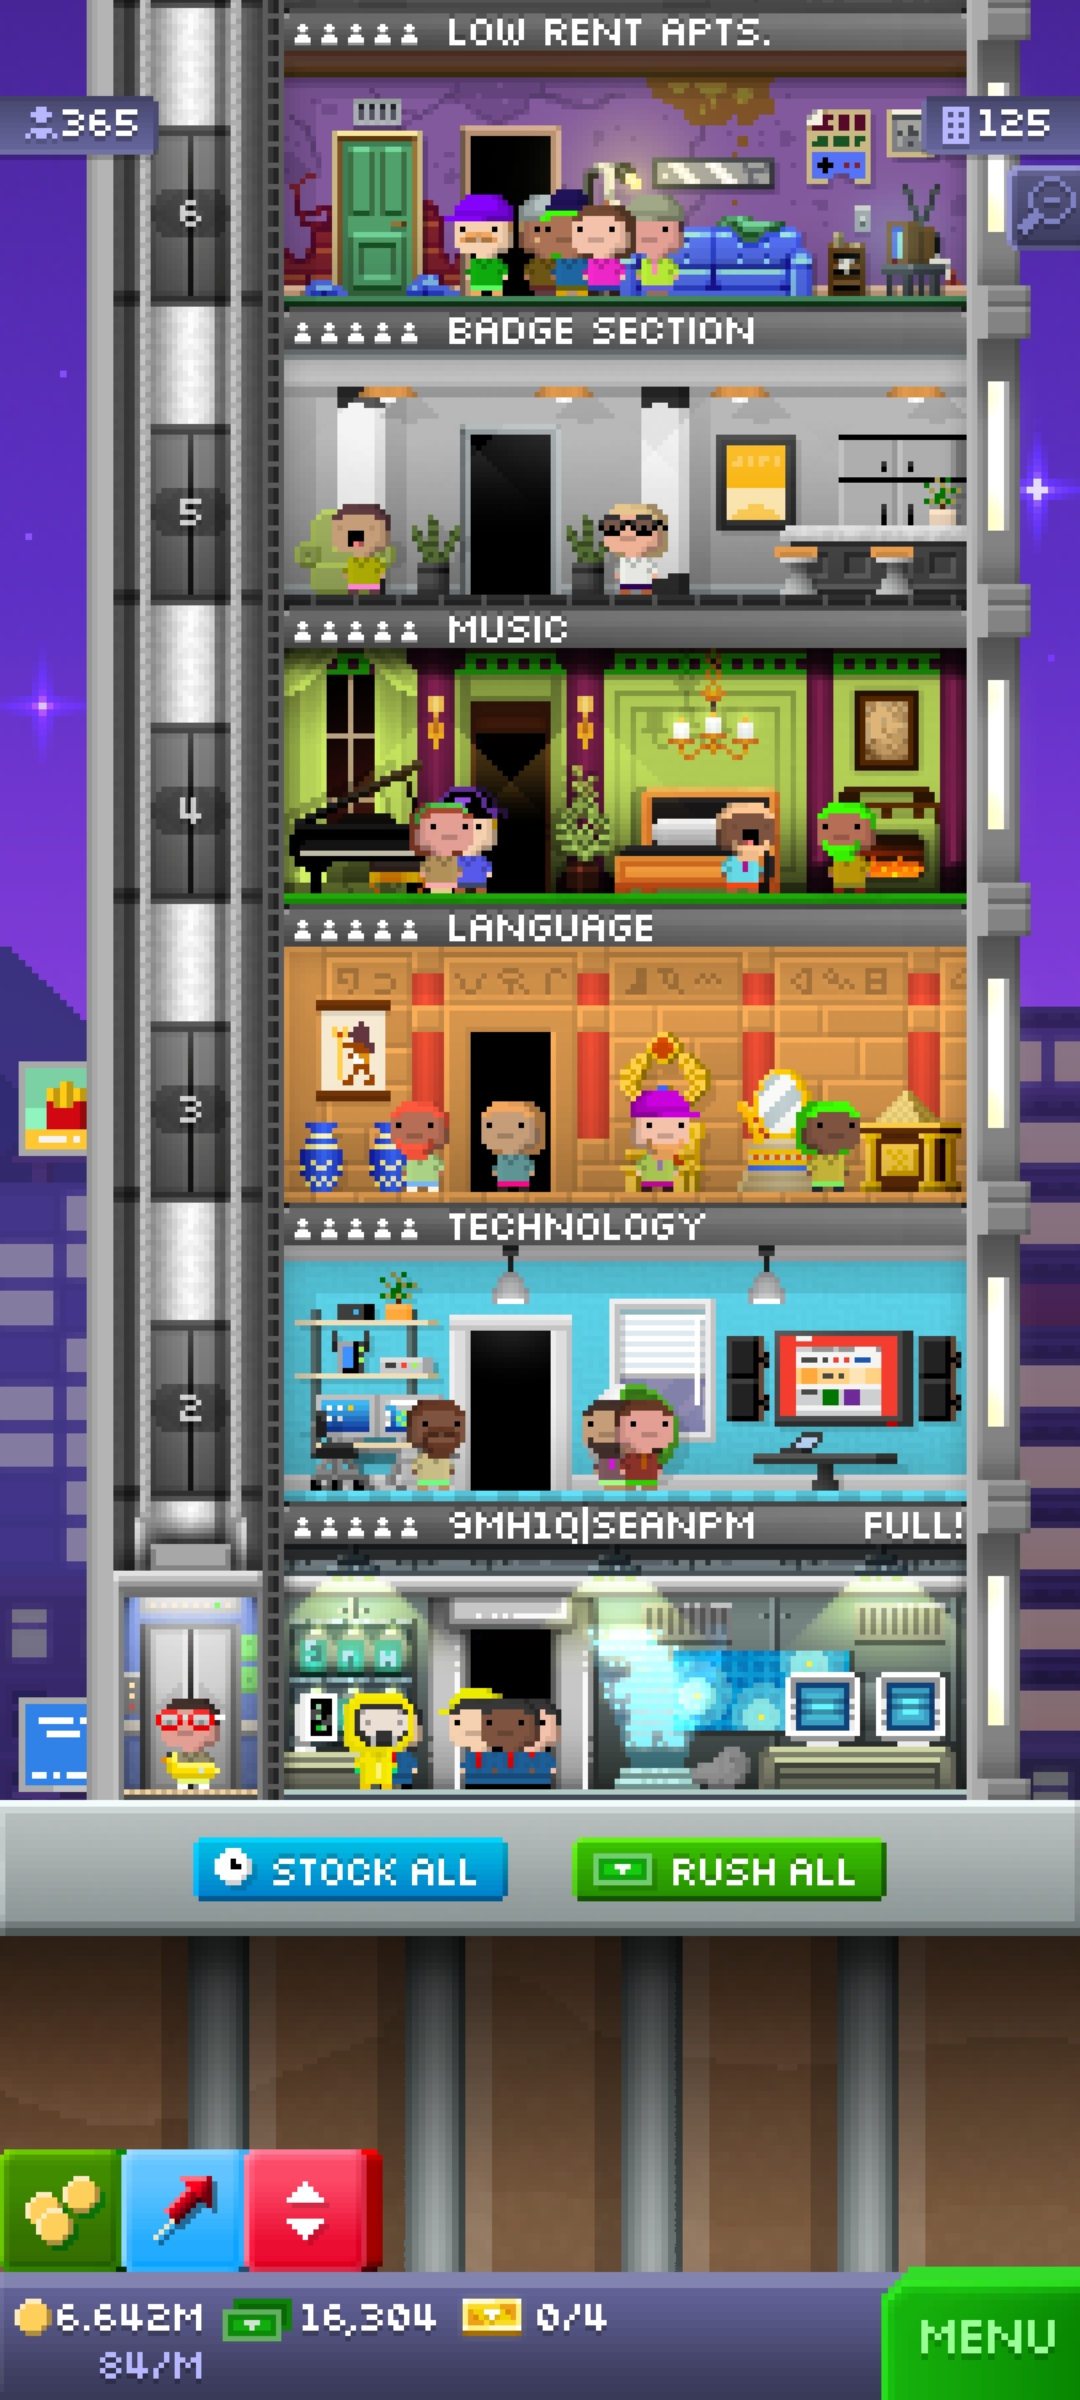 LOW RENT APTS.
365
125
6
BADGE SECTION
5
MUSIC
4
LANGUAGE
3
TECHNOLOGY
2
9MH1Q|SEANPM FULL!
STOCK ALL
RUSH ALL
6.642M
16,304
0/4
84/M
MENU